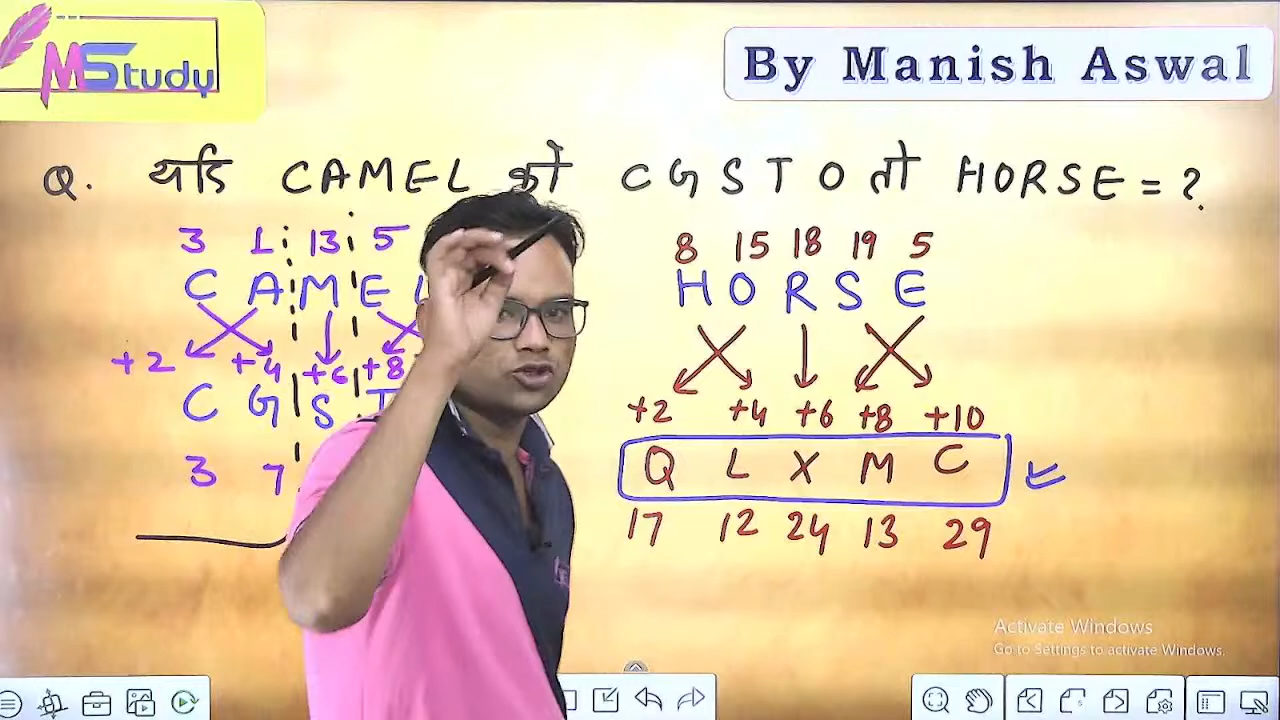 MStudy
By Manish Aswal
Q. यदि CAMEL को CGSTO तो HORSE = ?
3 1 13 5
C A M E
+2 +4 +6 +8
C G S T
3 7
8 15 18 19 5
H O R S E
+2 +4 +6 +8 +10
Q L X M C
17 12 24 13 29
Activate Windows
Go to Settings to activate Windows.